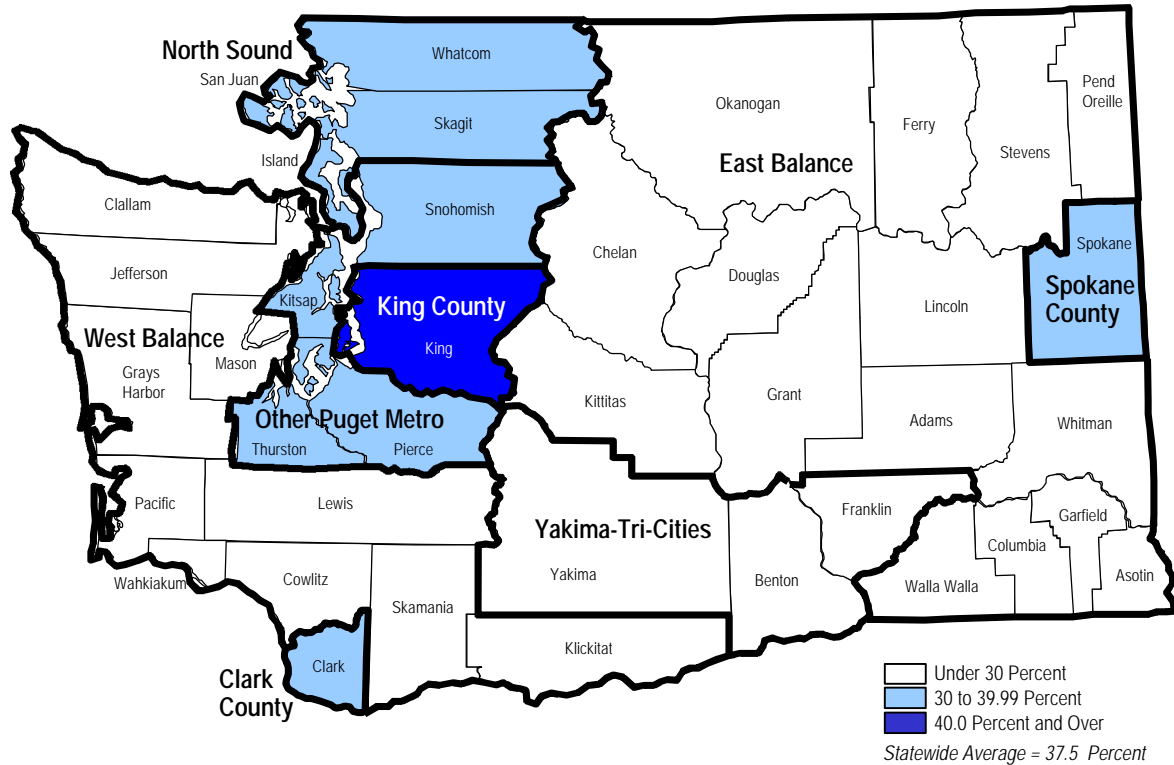 North Sound
San Juan
Whatcom
Skagit
Island
Snohomish
Clallam
Jefferson
Kitsap
King County
King
West Balance
Mason
Grays
Harbor
Other Puget Metro
Thurston
Pierce
Pacific
Lewis
Wahkiakum
Cowlitz
Skamania
Clark
Clark
County
Okanogan
Ferry
Stevens
Pend
Oreille
East Balance
Chelan
Douglas
Lincoln
Spokane
Spokane
County
Kittitas
Grant
Adams
Whitman
Yakima-Tri-Cities
Yakima
Benton
Franklin
Walla Walla
Columbia
Garfield
Asotin
Klickitat
Under 30 Percent
30 to 39.99 Percent
40.0 Percent and Over
Statewide Average = 37.5 Percent